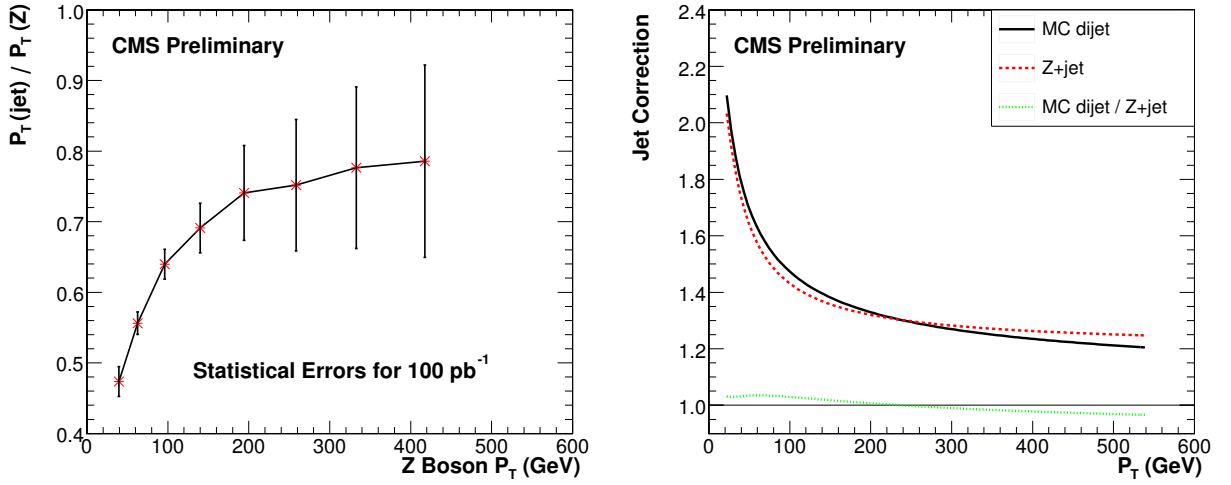 CMS Preliminary
P_T (jet) / P_T (Z)
1.0
0.9
0.8
0.7
0.6
0.5
0.4
Statistical Errors for 100 pb⁻¹
0 100 200 300 400 500 600
Z Boson P_T (GeV)
CMS Preliminary
Jet Correction
2.4
2.2
2.0
1.8
1.6
1.4
1.2
1.0
MC dijet
Z+jet
MC dijet / Z+jet
0 100 200 300 400 500 600
P_T (GeV)